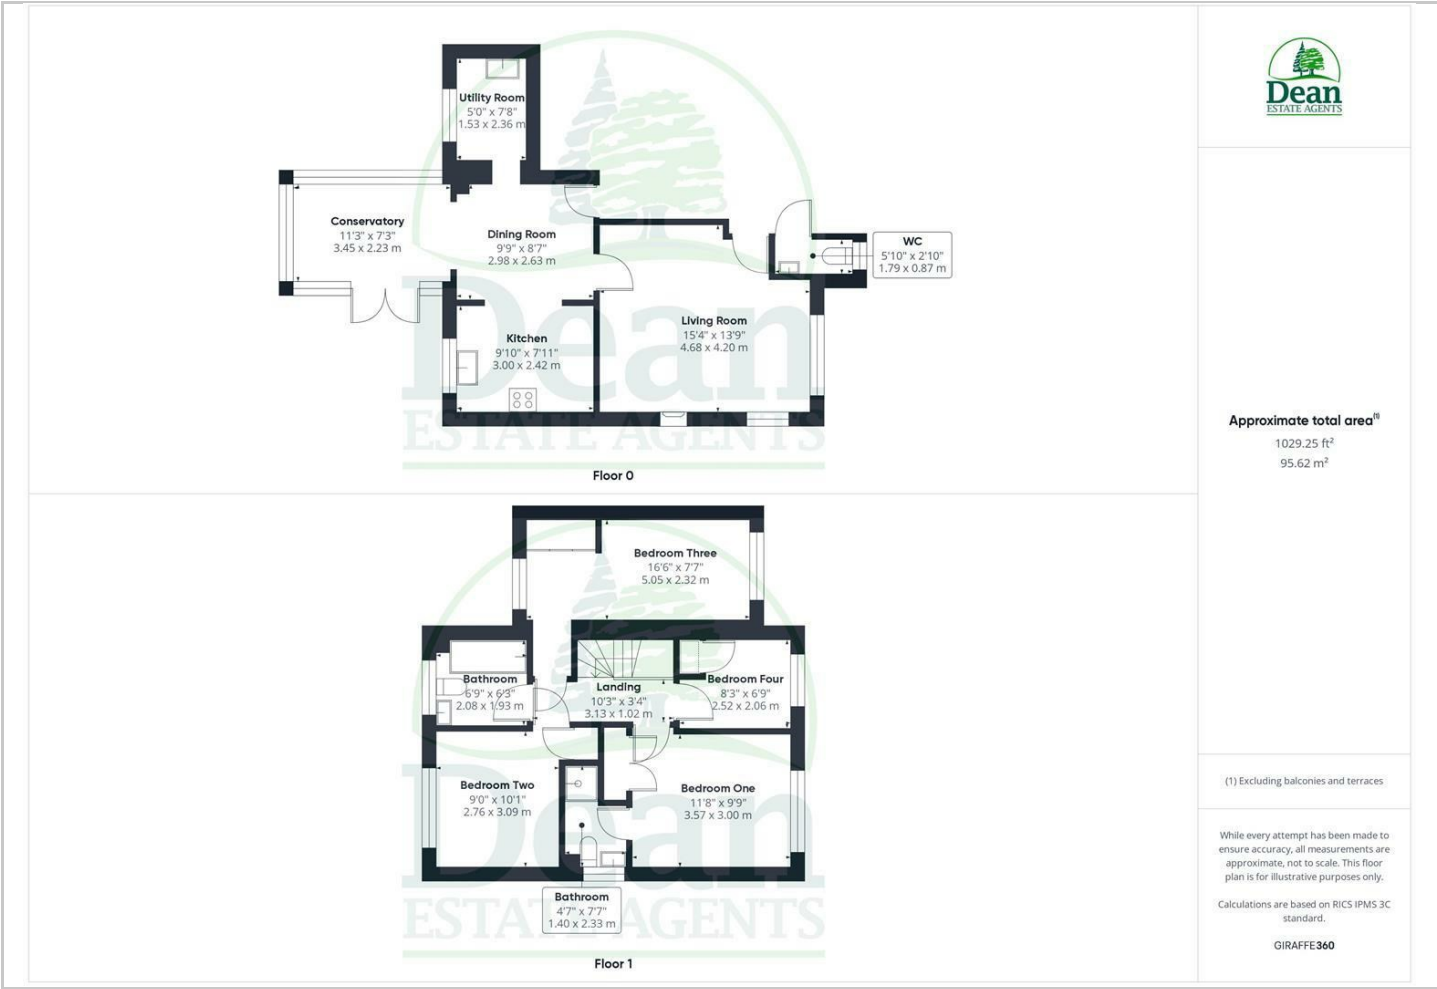 Utility Room
5'0" x 7'8"
1.53 x 2.36 m
Conservatory
11'3" x 7'3"
3.45 x 2.23 m
Dining Room
9'9" x 8'7"
2.98 x 2.63 m
WC
5'10" x 2'10"
1.79 x 0.87 m
Living Room
15'4" x 13'9"
4.68 x 4.20 m
Kitchen
9'10" x 7'11"
3.00 x 2.42 m
Dean
ESTATE AGENTS
Floor 0
Bedroom Three
16'6" x 7'7"
5.05 x 2.32 m
Bathroom
6'9" x 6'3"
2.08 x 1.93 m
Landing
10'3" x 3'4"
3.13 x 1.02 m
Bedroom Four
8'3" x 6'9"
2.52 x 2.06 m
Bedroom Two
9'0" x 10'1"
2.76 x 3.09 m
Bedroom One
11'8" x 9'9"
3.57 x 3.00 m
Bathroom
4'7" x 7'7"
1.40 x 2.33 m
Dean
ESTATE AGENTS
Floor 1
Dean
ESTATE AGENTS
Approximate total area⁽¹⁾
1029.25 ft²
95.62 m²
(1) Excluding balconies and terraces
While every attempt has been made to
ensure accuracy, all measurements are
approximate, not to scale. This floor
plan is for illustrative purposes only.
Calculations are based on RICS IPMS 3C
standard.
GIRAFFE360